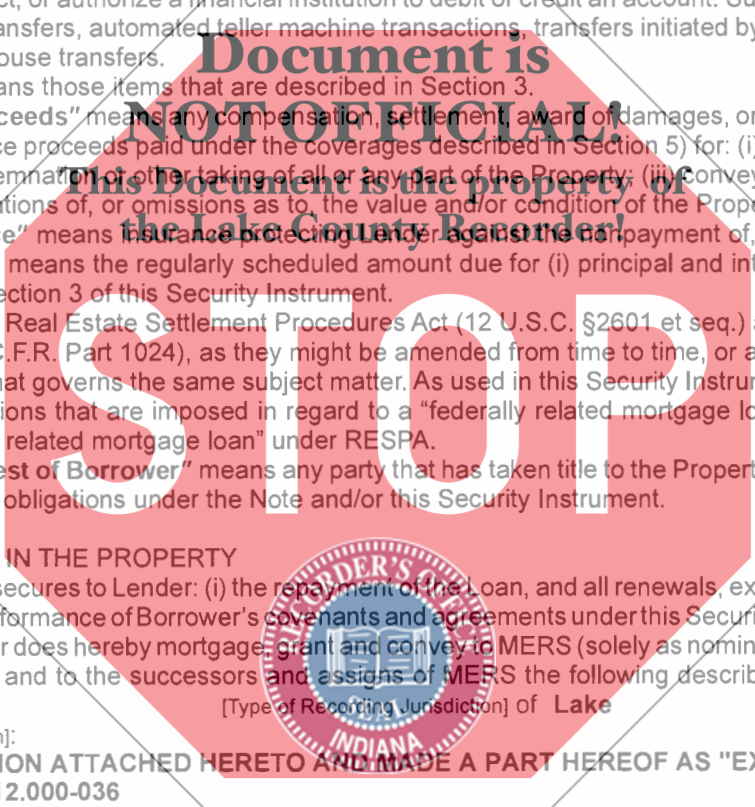 ct, or authorize a financial institution to debit or credit an account. Su
ansfers, automated teller machine transactions, transfers initiated by
ouse transfers.
Document is
ans those items that are described in Section 3.
NOT OFFICIAL!
ceeds" means any compensation, settlement, award of damages, or
ce proceeds paid under the coverages described in Section 5) for: (i)
This Document is the property of
emnation or other taking of all or any part of the Property; (iii) convey
ations of, or omissions as to, the value and/or condition of the Prope
the Lake County Recorder!
ce" means insurance protecting Lender against the nonpayment of,
means the regularly scheduled amount due for (i) principal and int
ection 3 of this Security Instrument.
Real Estate Settlement Procedures Act (12 U.S.C. §2601 et seq.)
C.F.R. Part 1024), as they might be amended from time to time, or a
STOP
hat governs the same subject matter. As used in this Security Instrum
ions that are imposed in regard to a "federally related mortgage lo
related mortgage loan" under RESPA.
est of Borrower" means any party that has taken title to the Propert
obligations under the Note and/or this Security Instrument.
IN THE PROPERTY
secures to Lender: (i) the repayment of the Loan, and all renewals, ex
formance of Borrower's covenants and agreements under this Securi
r does hereby mortgage, grant and convey to MERS (solely as nomin
and to the successors and assigns of MERS the following describ
[Type of Recording Jurisdiction] of Lake
RECORDER'S OFFICE
SEAL
INDIANA
n]:
ION ATTACHED HERETO AND MADE A PART HEREOF AS "EX
12.000-036